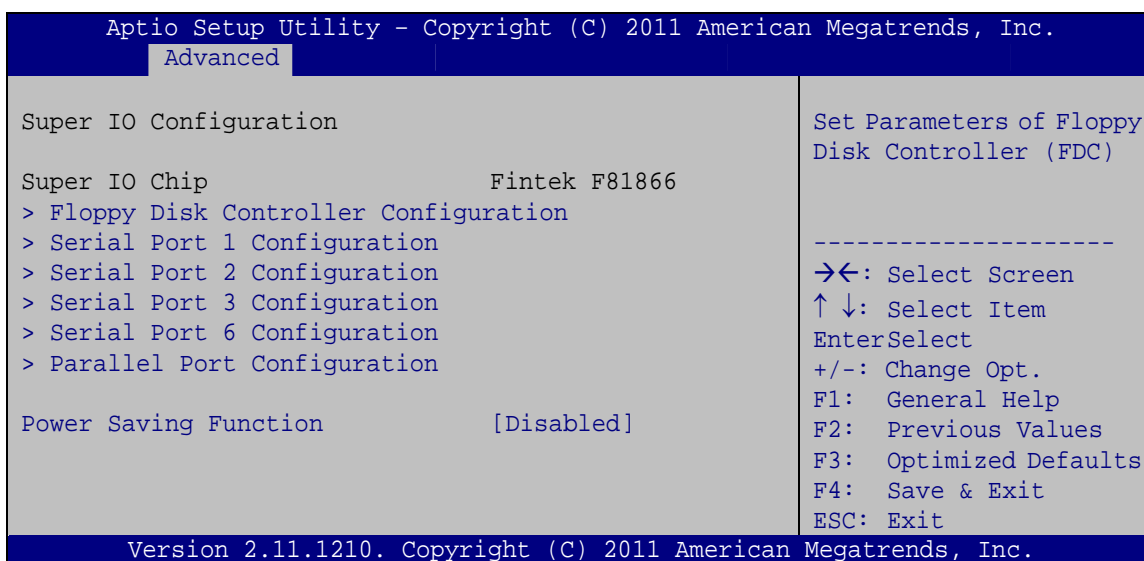 Aptio Setup Utility – Copyright (C) 2011 American Megatrends, Inc.
Advanced
Super IO Configuration
Super IO Chip Fintek F81866
> Floppy Disk Controller Configuration
> Serial Port 1 Configuration
> Serial Port 2 Configuration
> Serial Port 3 Configuration
> Serial Port 6 Configuration
> Parallel Port Configuration
Power Saving Function [Disabled]
Set Parameters of Floppy
Disk Controller (FDC)
---------------------
→←: Select Screen
↑ ↓: Select Item
EnterSelect
+/-: Change Opt.
F1: General Help
F2: Previous Values
F3: Optimized Defaults
F4: Save & Exit
ESC: Exit
Version 2.11.1210. Copyright (C) 2011 American Megatrends, Inc.